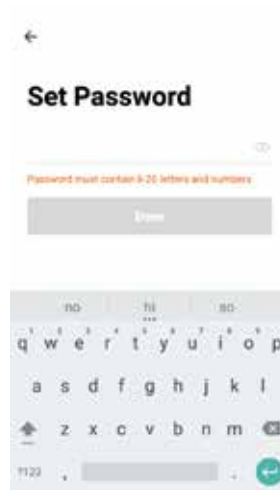 Set Password
Password must contain 6-20 letters and numbers
Done
no hi so
q w e r t y u i o p
a s d f g h j k l
z x c v b n m
?123 , .